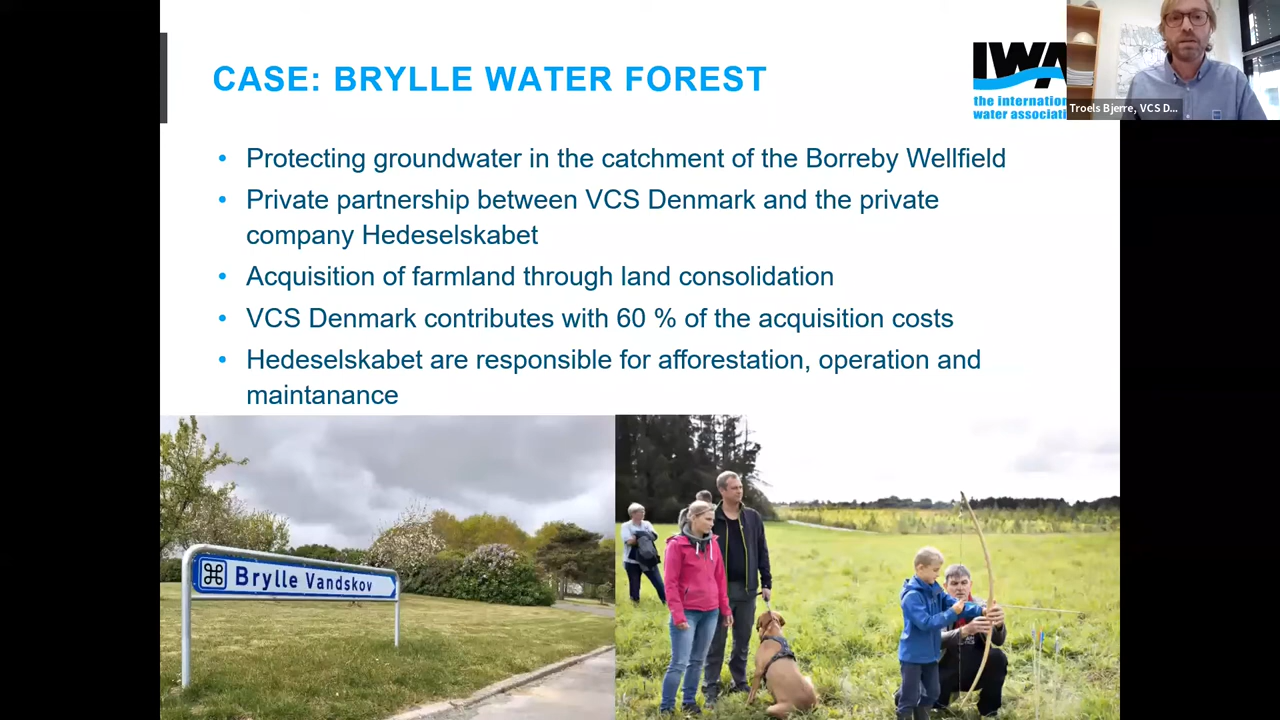 CASE: BRYLLE WATER FOREST
IWA
the internation
water associati
Troels Bjerre, VCS D...
• Protecting groundwater in the catchment of the Borreby Wellfield
• Private partnership between VCS Denmark and the private
company Hedeselskabet
• Acquisition of farmland through land consolidation
• VCS Denmark contributes with 60 % of the acquisition costs
• Hedeselskabet are responsible for afforestation, operation and
maintanance
Brylle Vandskov